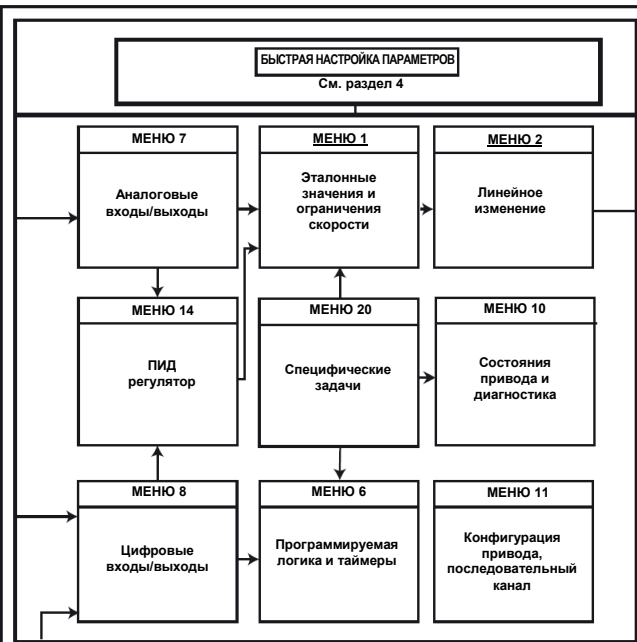 БЫСТРАЯ НАСТРОЙКА ПАРАМЕТРОВ
См. раздел 4
МЕНЮ 7
Аналоговые
входы/выходы
МЕНЮ 1
Эталонные
значения и
ограничения
скорости
МЕНЮ 2
Линейное
изменение
МЕНЮ 14
ПИД
регулятор
МЕНЮ 20
Специфические
задачи
МЕНЮ 10
Состояния
привода и
диагностика
МЕНЮ 8
Цифровые
входы/выходы
МЕНЮ 6
Программируемая
логика и таймеры
МЕНЮ 11
Конфигурация
привода,
последовательный
канал